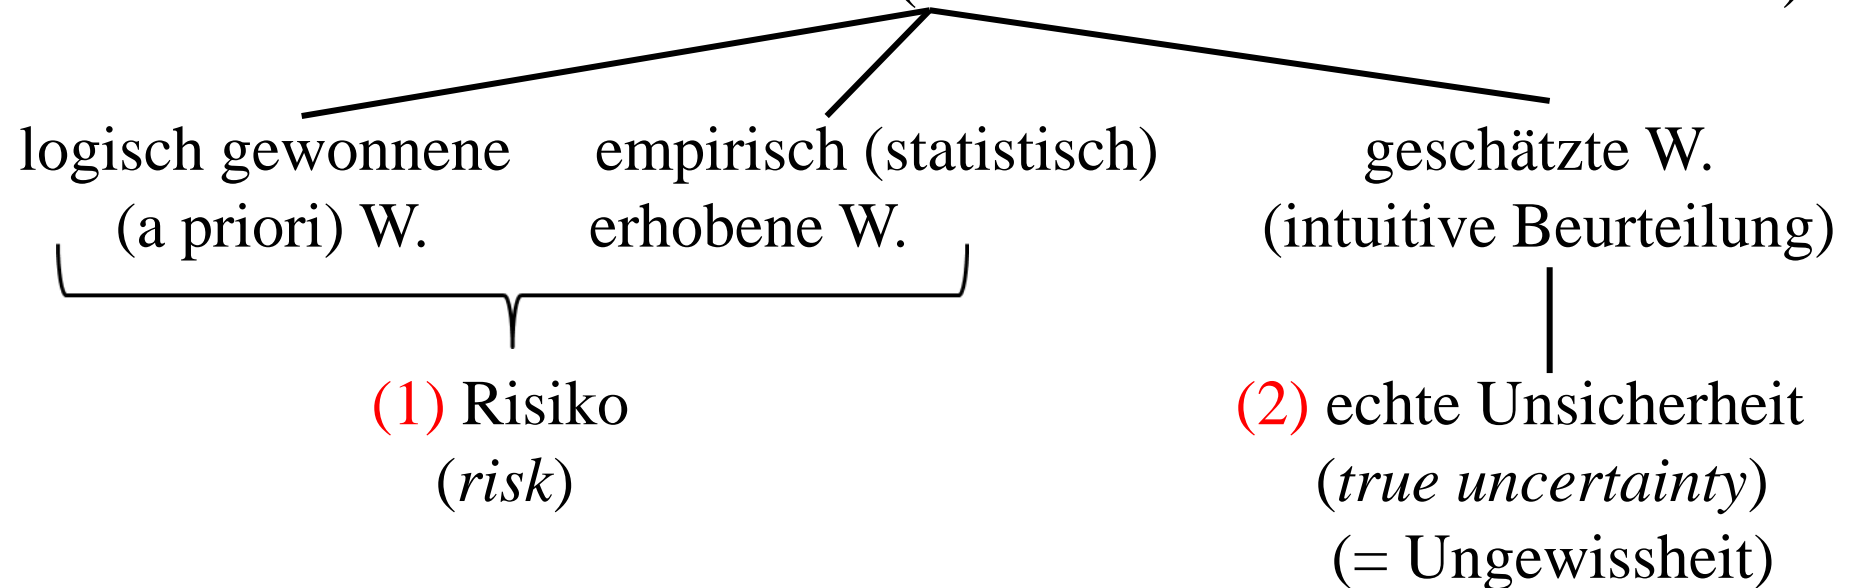 logisch gewonnene
(a priori) W.
empirisch (statistisch)
erhobene W.
geschätzte W.
(intuitive Beurteilung)
(1) Risiko
(risk)
(2) echte Unsicherheit
(true uncertainty)
(= Ungewissheit)